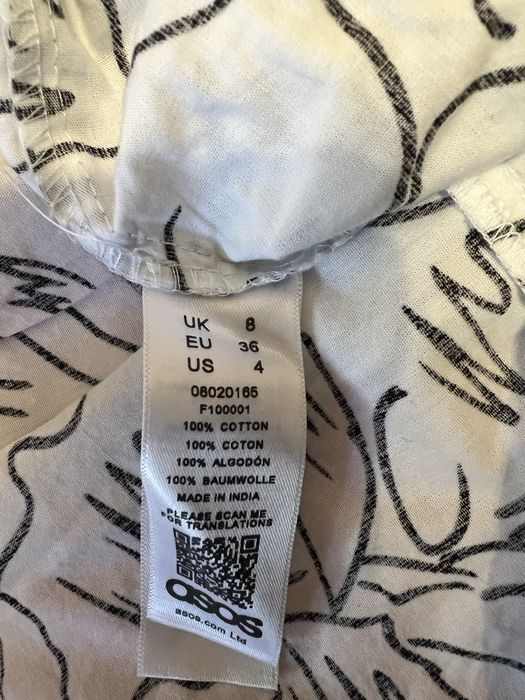 UK 8
EU 36
US 4
08020165
F100001
100% COTTON
100% COTON
100% ALGODÓN
100% BAUMWOLLE
MADE IN INDIA
PLEASE SCAN ME
FOR TRANSLATIONS
asos
asos.com Ltd